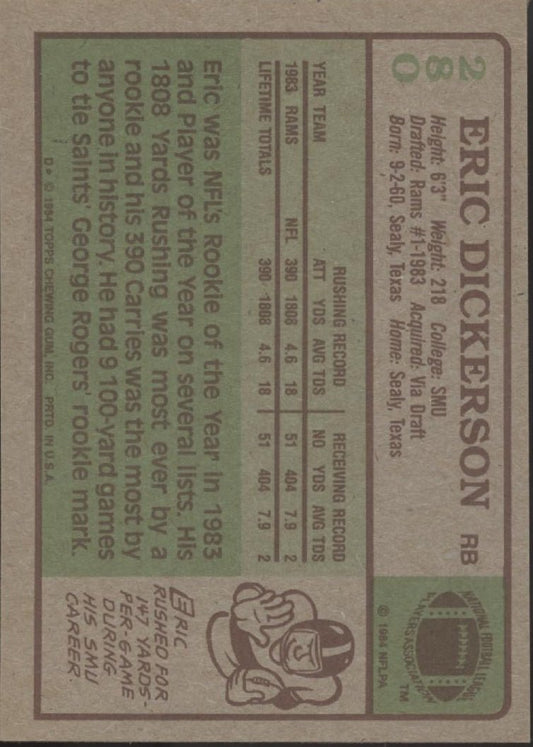 280
ERIC DICKERSON RB
Height: 6'3" Weight: 218 College: SMU
Drafted: Rams #1-1983 Acquired: Via Draft
Born: 9-2-60, Sealy, Texas Home: Sealy, Texas
NATIONAL FOOTBALL LEAGUE
PLAYERS ASSOCIATION
TM
© 1984 NFLPA
RUSHING RECORD RECEIVING RECORD
YEAR TEAM ATT YDS AVG TDS NO YDS AVG TDS
1983 RAMS NFL 390 1808 4.6 18 51 404 7.9 2
LIFETIME TOTALS 390 1808 4.6 18 51 404 7.9 2
Eric was NFL's Rookie of the Year in 1983
and Player of the Year on several lists. His
1808 Yards Rushing was most ever by a
rookie and his 390 Carries was the most by
anyone in history. He had 9 100-yard games
to tie Saints' George Rogers' rookie mark.
D* © 1984 TOPPS CHEWING GUM, INC. PRTD. IN U.S.A.
ERIC
RUSHED FOR
147 YARDS-
PER-GAME
DURING
HIS SMU
CAREER.